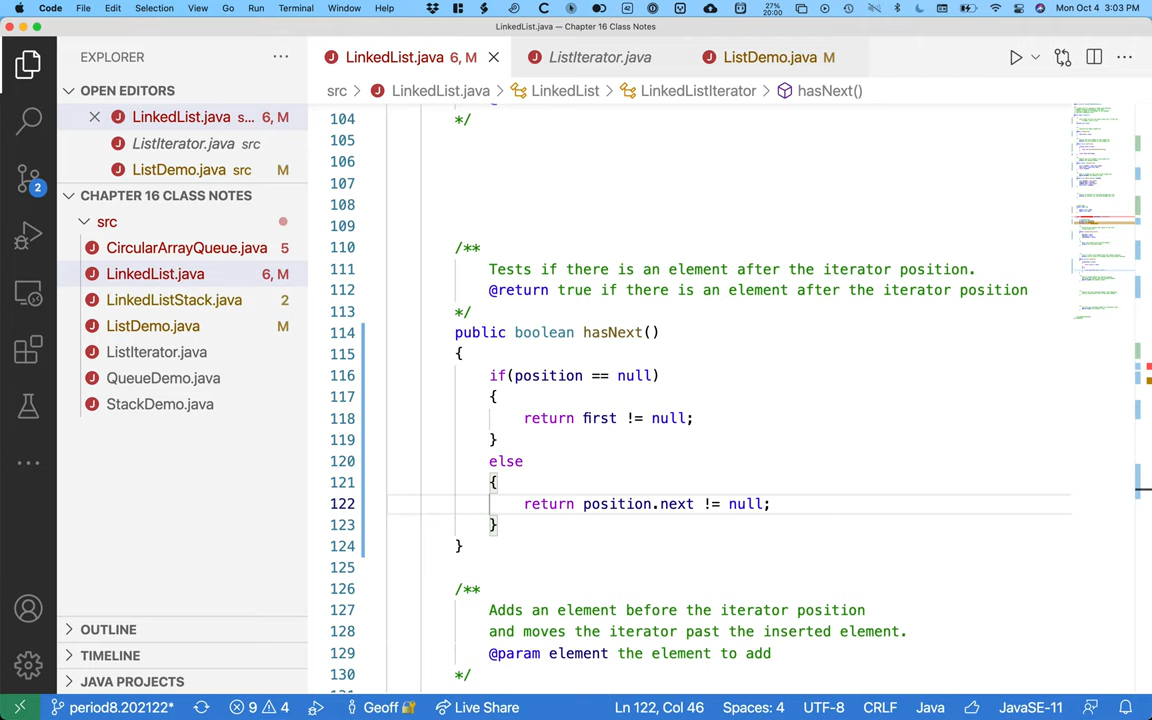 Code File Edit Selection View Go Run Terminal Window Help 27% 20:00 Mon Oct 4 3:03 PM
LinkedList.java — Chapter 16 Class Notes
EXPLORER
LinkedList.java 6, M
ListIterator.java
ListDemo.java M
src > LinkedList.java > LinkedList > LinkedListIterator > hasNext()
OPEN EDITORS
LinkedList.java s... 6, M
ListIterator.java src
ListDemo.java src M
CHAPTER 16 CLASS NOTES
src
CircularArrayQueue.java 5
LinkedList.java 6, M
LinkedListStack.java 2
ListDemo.java M
ListIterator.java
QueueDemo.java
StackDemo.java
OUTLINE
TIMELINE
JAVA PROJECTS
2
104 */
105
106
107
108
109
110 /**
111 Tests if there is an element after the iterator position.
112 @return true if there is an element after the iterator position
113 */
114 public boolean hasNext()
115 {
116 if(position == null)
117 {
118 return first != null;
119 }
120 else
121 {
122 return position.next != null;
123 }
124 }
125
126 /**
127 Adds an element before the iterator position
128 and moves the iterator past the inserted element.
129 @param element the element to add
130 */
period8.202122* 9 4 Geoff Live Share Ln 122, Col 46 Spaces: 4 UTF-8 CRLF Java JavaSE-11